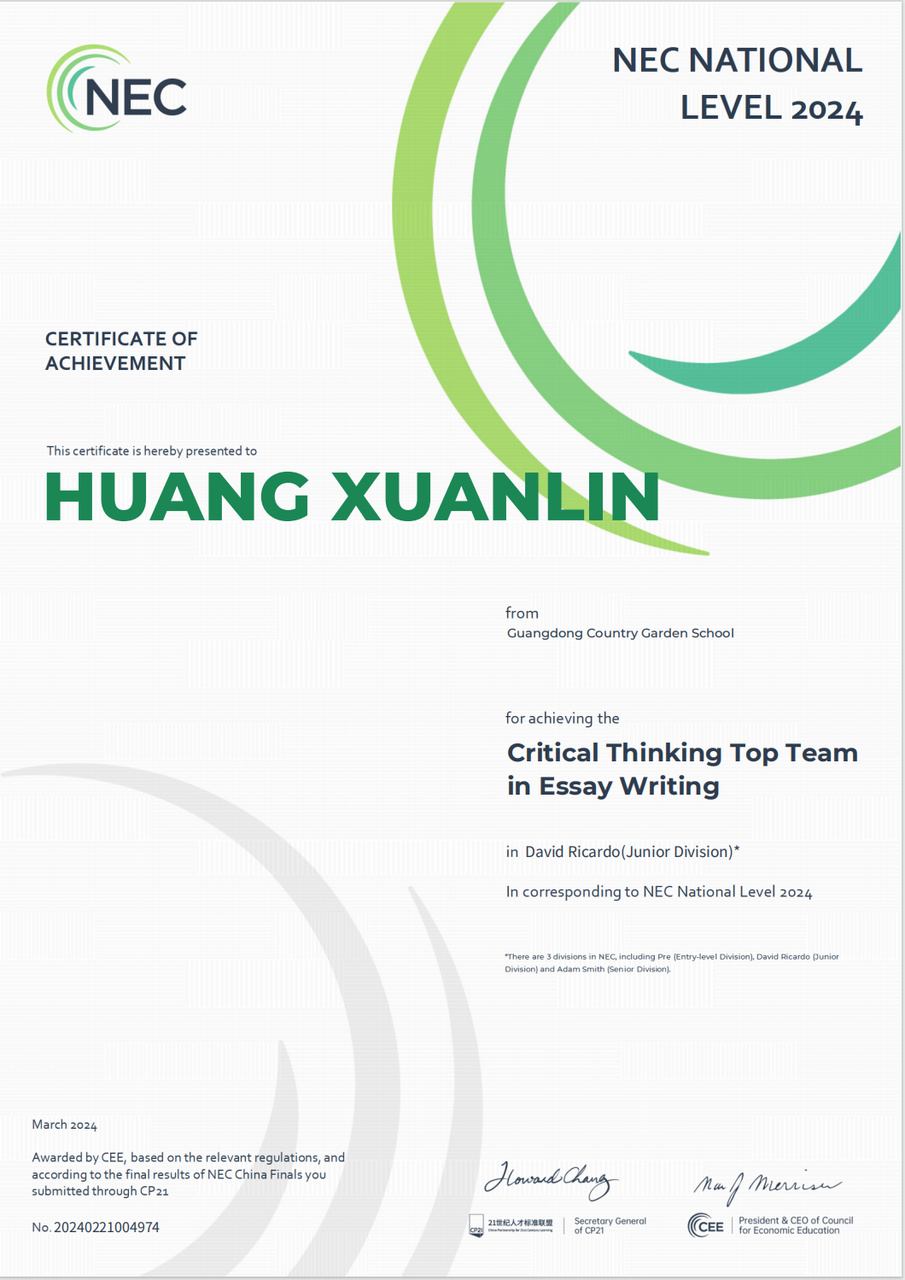 NEC
NEC NATIONAL
LEVEL 2024
CERTIFICATE OF
ACHIEVEMENT
This certificate is hereby presented to
HUANG XUANLIN
from
Guangdong Country Garden School
for achieving the
Critical Thinking Top Team
in Essay Writing
in David Ricardo(Junior Division)*
In corresponding to NEC National Level 2024
*There are 3 divisions in NEC, including Pre (Entry-level Division), David Ricardo (Junior
Division) and Adam Smith (Senior Division).
March 2024
Awarded by CEE, based on the relevant regulations, and
according to the final results of NEC China Finals you
submitted through CP21
No. 20240221004974
Howard Chang
CP21
21世纪人才标准联盟
China Partnership for 21st Century Learning
Secretary General
of CP21
CEE
President & CEO of Council
for Economic Education